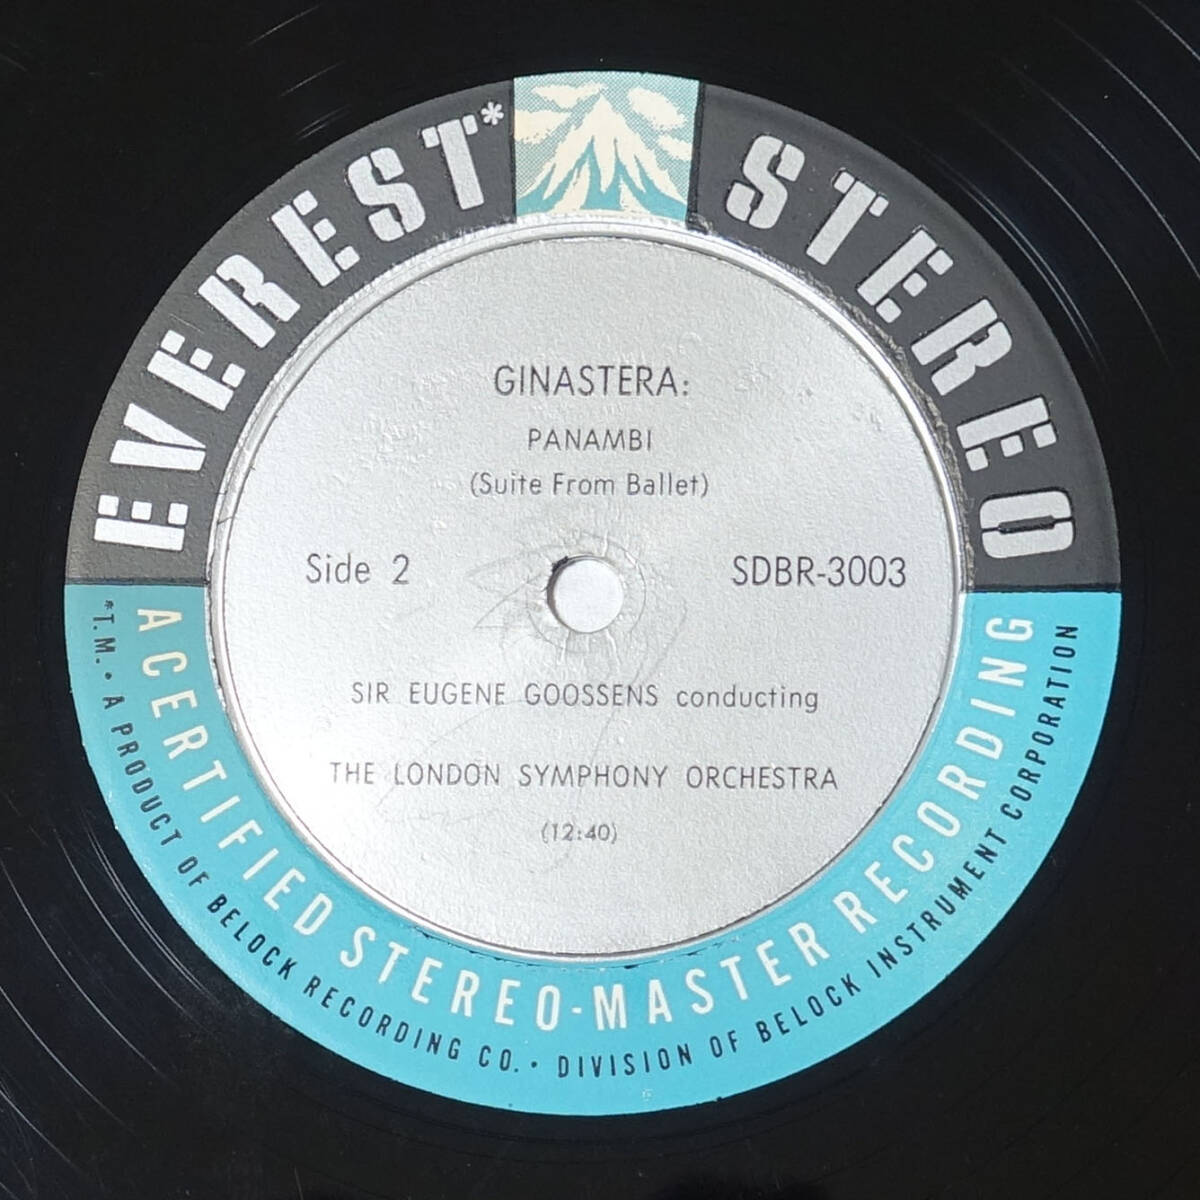 EVEREST* STEREO
GINASTERA:
PANAMBI
(Suite From Ballet)
Side 2 SDBR-3003
SIR EUGENE GOOSSENS conducting
THE LONDON SYMPHONY ORCHESTRA
(12:40)
A CERTIFIED STEREO-MASTER RECORDING
*T.M. • A PRODUCT OF BELOCK RECORDING CO. • DIVISION OF BELOCK INSTRUMENT CORPORATION